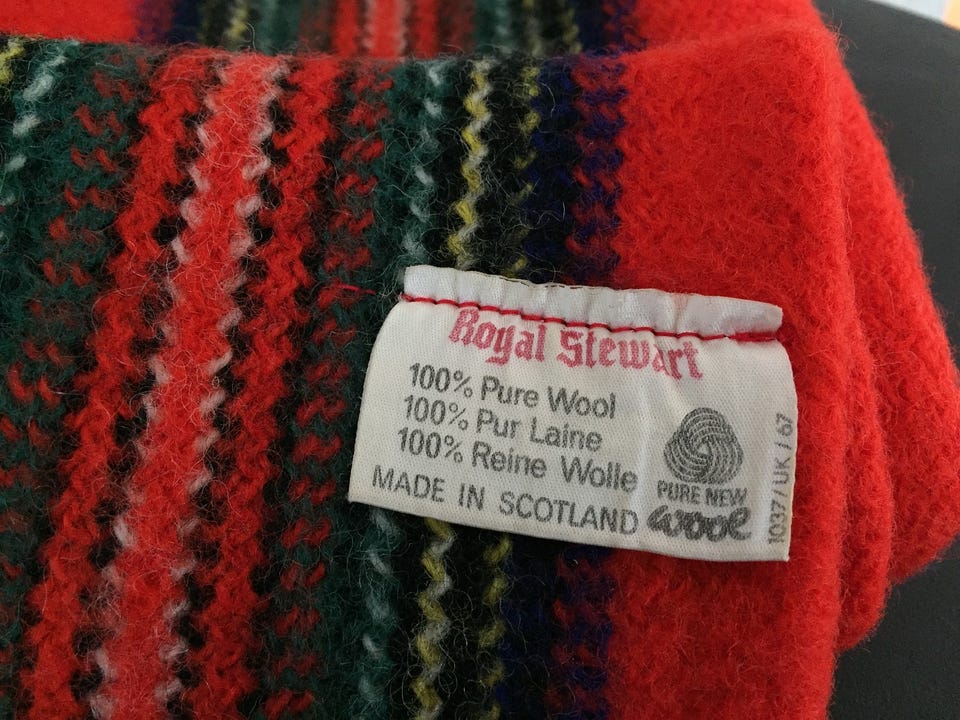 Royal Stewart
100% Pure Wool
100% Pur Laine
100% Reine Wolle
MADE IN SCOTLAND
PURE NEW
wool
1037/UK/67